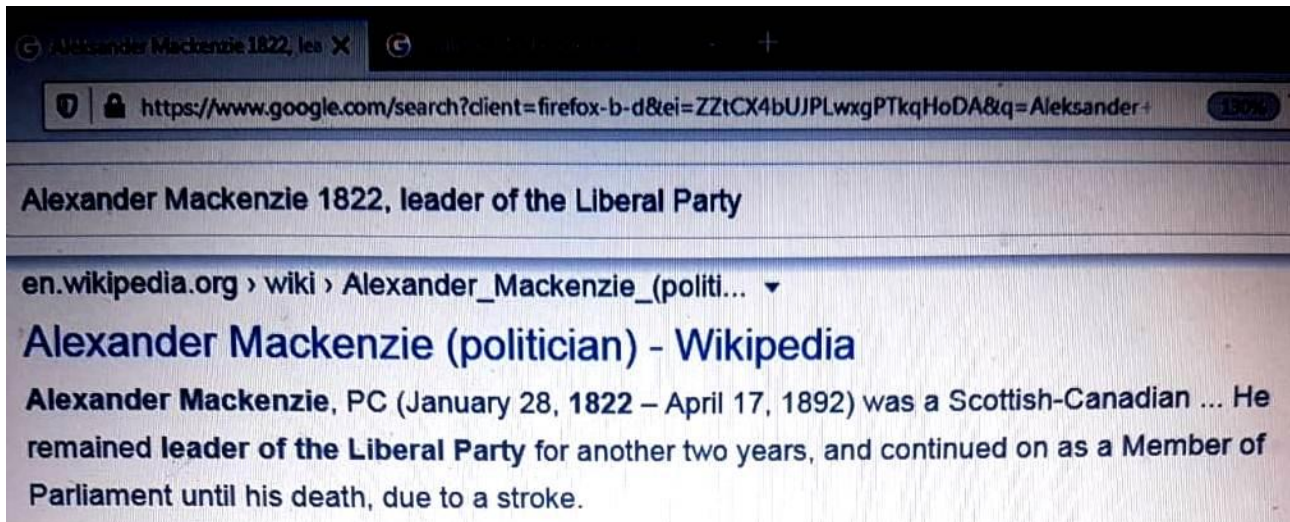 Aleksander Mackenzie 1822, lea
https://www.google.com/search?client=firefox-b-d&ei=ZZtCX4bUJPLwxgPTkqHoDA&q=Aleksander+ 130%
Alexander Mackenzie 1822, leader of the Liberal Party
en.wikipedia.org › wiki › Alexander_Mackenzie_(politi...
Alexander Mackenzie (politician) - Wikipedia
Alexander Mackenzie, PC (January 28, 1822 – April 17, 1892) was a Scottish-Canadian ... He
remained leader of the Liberal Party for another two years, and continued on as a Member of
Parliament until his death, due to a stroke.